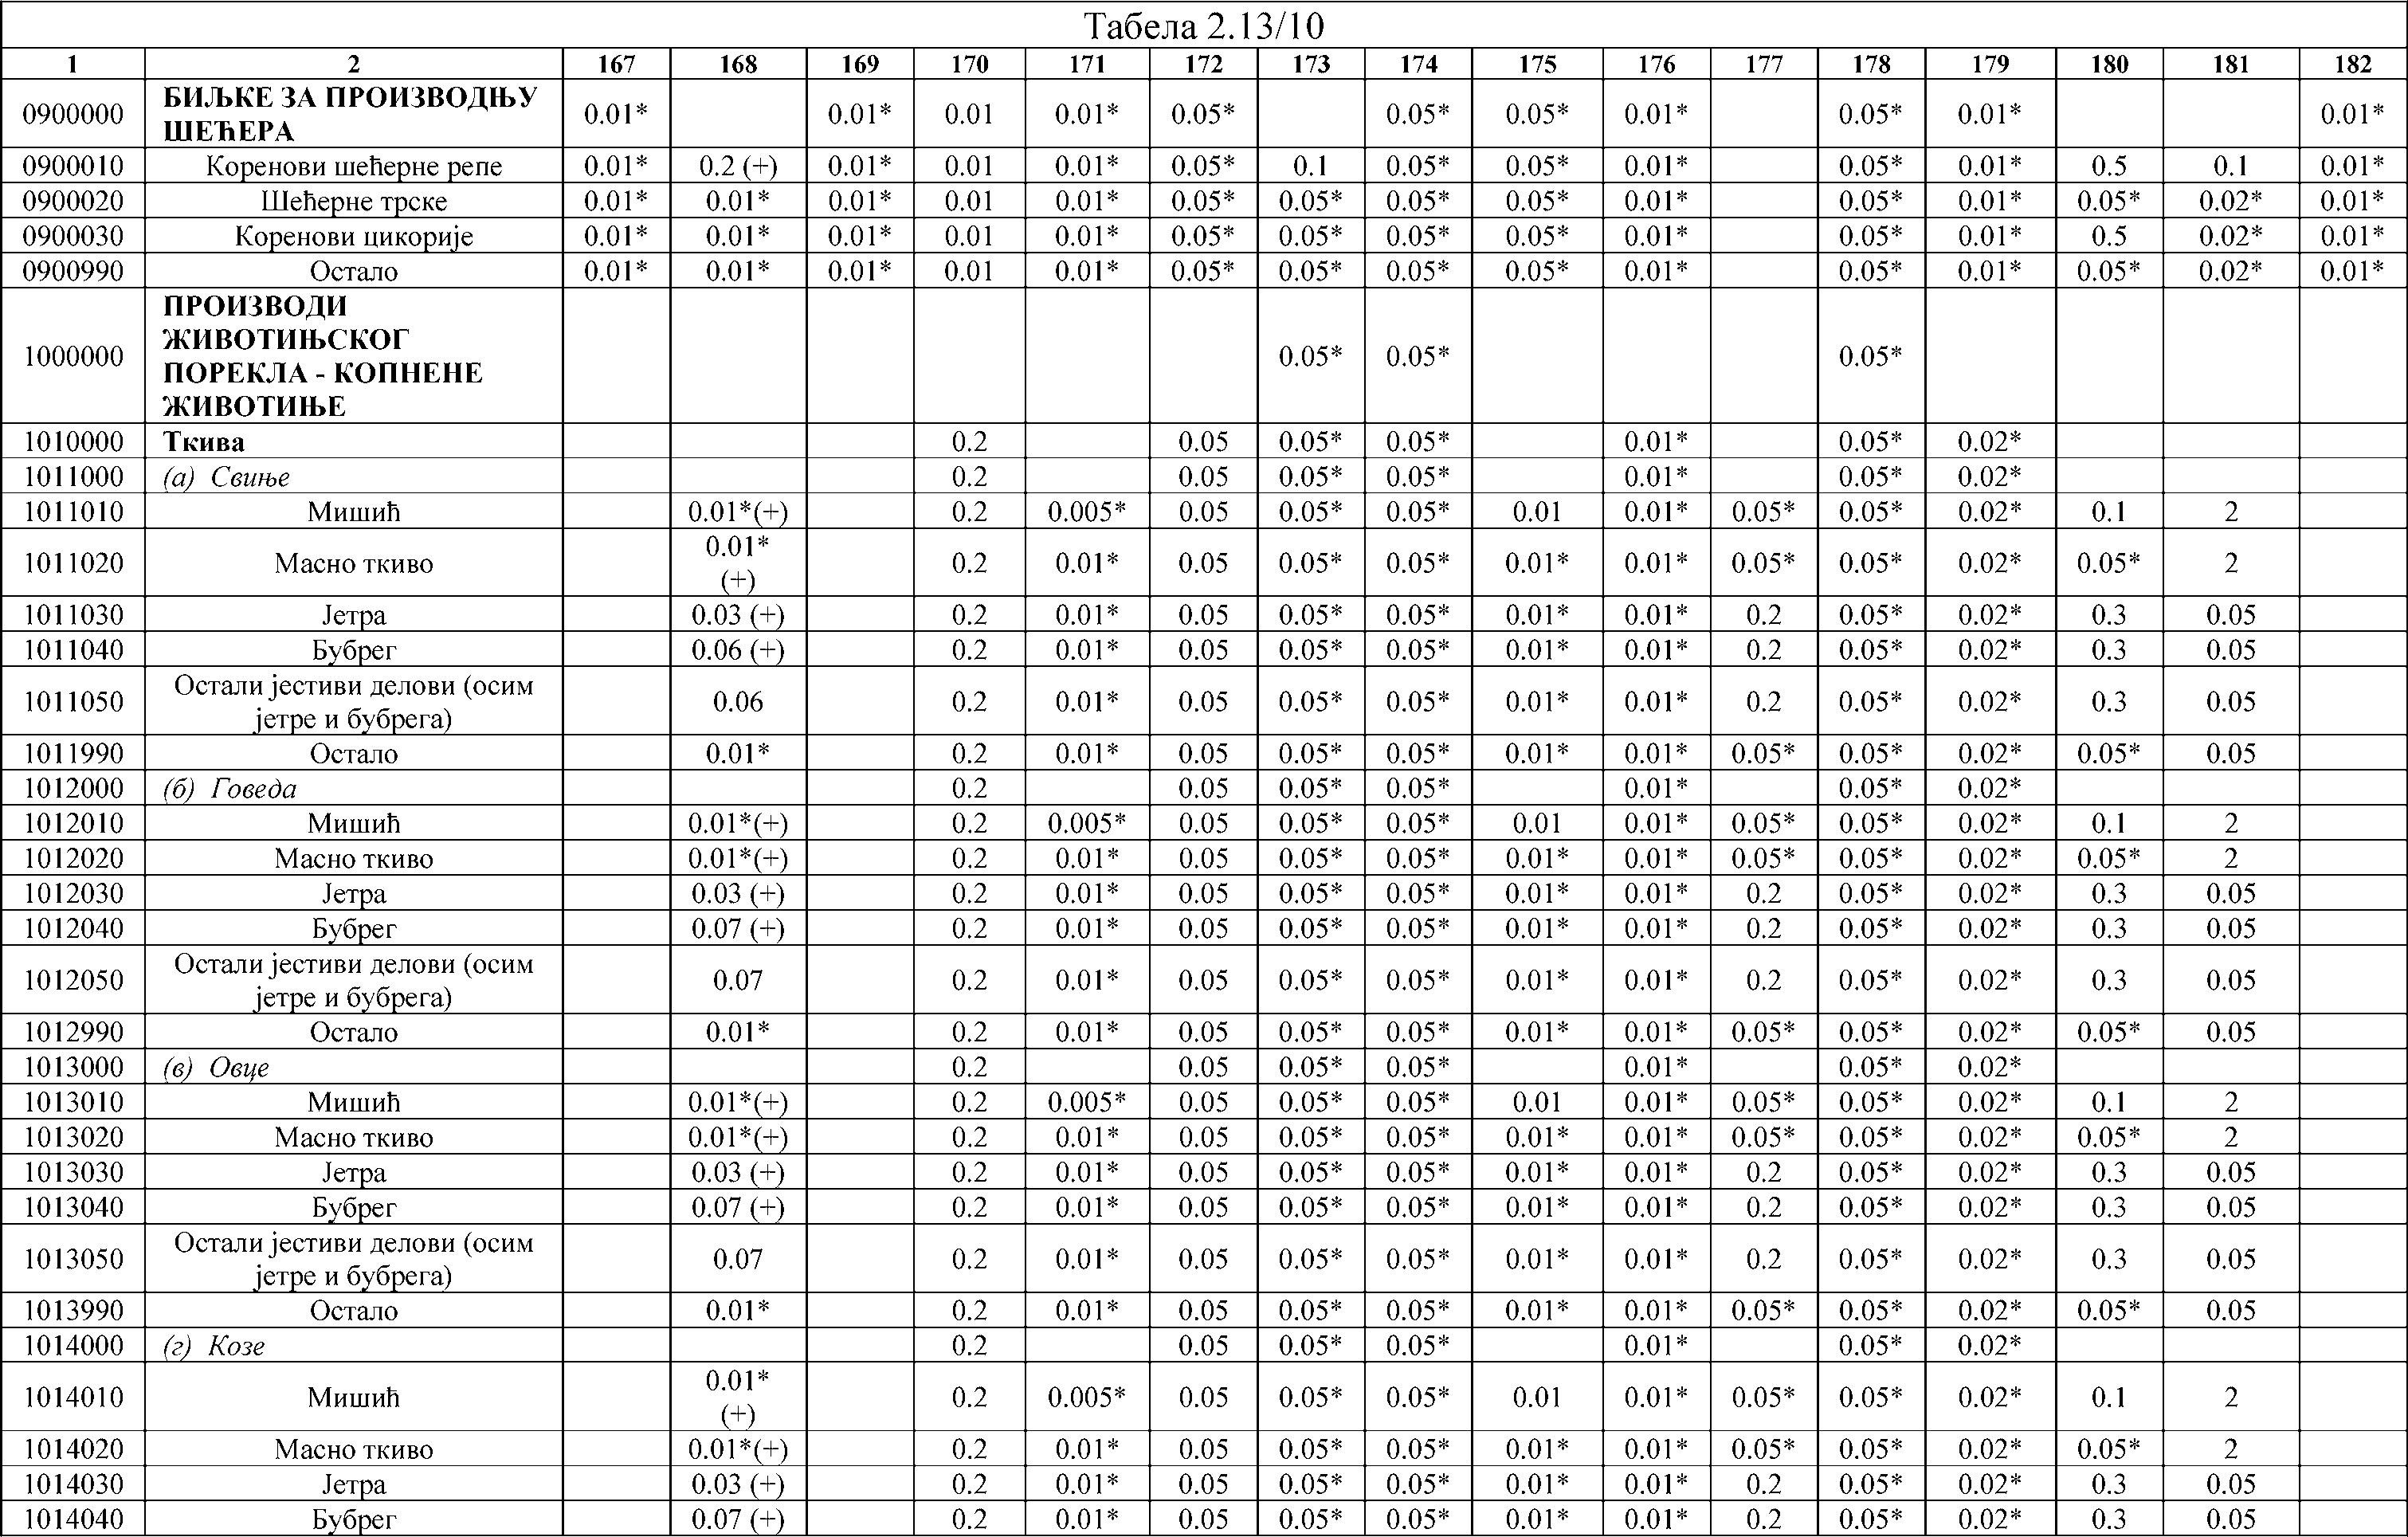 Табела 2.13/10
1 2 167 168 169 170 171 172 173 174 175 176 177 178 179 180 181 182
0900000 БИЉКЕ ЗА ПРОИЗВОДЊУ ШЕЋЕРА 0.01* 0.01* 0.01 0.01* 0.05* 0.05* 0.05* 0.01* 0.05* 0.01* 0.01*
0900010 Коренови шећерне репе 0.01* 0.2 (+) 0.01* 0.01 0.01* 0.05* 0.1 0.05* 0.05* 0.01* 0.05* 0.01* 0.5 0.1 0.01*
0900020 Шећерне трске 0.01* 0.01* 0.01* 0.01 0.01* 0.05* 0.05* 0.05* 0.05* 0.01* 0.05* 0.01* 0.05* 0.02* 0.01*
0900030 Коренови цикорије 0.01* 0.01* 0.01* 0.01 0.01* 0.05* 0.05* 0.05* 0.05* 0.01* 0.05* 0.01* 0.5 0.02* 0.01*
0900990 Остало 0.01* 0.01* 0.01* 0.01 0.01* 0.05* 0.05* 0.05* 0.05* 0.01* 0.05* 0.01* 0.05* 0.02* 0.01*
1000000 ПРОИЗВОДИ ЖИВОТИЊСКОГ ПОРЕКЛА - КОПНЕНЕ ЖИВОТИЊЕ 0.05* 0.05* 0.05*
1010000 Ткива 0.2 0.05 0.05* 0.05* 0.01* 0.05* 0.02*
1011000 (а) Свиње 0.2 0.05 0.05* 0.05* 0.01* 0.05* 0.02*
1011010 Мишић 0.01*(+) 0.2 0.005* 0.05 0.05* 0.05* 0.01 0.01* 0.05* 0.05* 0.02* 0.1 2
1011020 Масно ткиво 0.01* (+) 0.2 0.01* 0.05 0.05* 0.05* 0.01* 0.01* 0.05* 0.05* 0.02* 0.05* 2
1011030 Јетра 0.03 (+) 0.2 0.01* 0.05 0.05* 0.05* 0.01* 0.01* 0.2 0.05* 0.02* 0.3 0.05
1011040 Бубрег 0.06 (+) 0.2 0.01* 0.05 0.05* 0.05* 0.01* 0.01* 0.2 0.05* 0.02* 0.3 0.05
1011050 Остали јестиви делови (осим јетре и бубрега) 0.06 0.2 0.01* 0.05 0.05* 0.05* 0.01* 0.01* 0.2 0.05* 0.02* 0.3 0.05
1011990 Остало 0.01* 0.2 0.01* 0.05 0.05* 0.05* 0.01* 0.01* 0.05* 0.05* 0.02* 0.05* 0.05
1012000 (б) Говеда 0.2 0.05 0.05* 0.05* 0.01* 0.05* 0.02*
1012010 Мишић 0.01*(+) 0.2 0.005* 0.05 0.05* 0.05* 0.01 0.01* 0.05* 0.05* 0.02* 0.1 2
1012020 Масно ткиво 0.01*(+) 0.2 0.01* 0.05 0.05* 0.05* 0.01* 0.01* 0.05* 0.05* 0.02* 0.05* 2
1012030 Јетра 0.03 (+) 0.2 0.01* 0.05 0.05* 0.05* 0.01* 0.01* 0.2 0.05* 0.02* 0.3 0.05
1012040 Бубрег 0.07 (+) 0.2 0.01* 0.05 0.05* 0.05* 0.01* 0.01* 0.2 0.05* 0.02* 0.3 0.05
1012050 Остали јестиви делови (осим јетре и бубрега) 0.07 0.2 0.01* 0.05 0.05* 0.05* 0.01* 0.01* 0.2 0.05* 0.02* 0.3 0.05
1012990 Остало 0.01* 0.2 0.01* 0.05 0.05* 0.05* 0.01* 0.01* 0.05* 0.05* 0.02* 0.05* 0.05
1013000 (в) Овце 0.2 0.05 0.05* 0.05* 0.01* 0.05* 0.02*
1013010 Мишић 0.01*(+) 0.2 0.005* 0.05 0.05* 0.05* 0.01 0.01* 0.05* 0.05* 0.02* 0.1 2
1013020 Масно ткиво 0.01*(+) 0.2 0.01* 0.05 0.05* 0.05* 0.01* 0.01* 0.05* 0.05* 0.02* 0.05* 2
1013030 Јетра 0.03 (+) 0.2 0.01* 0.05 0.05* 0.05* 0.01* 0.01* 0.2 0.05* 0.02* 0.3 0.05
1013040 Бубрег 0.07 (+) 0.2 0.01* 0.05 0.05* 0.05* 0.01* 0.01* 0.2 0.05* 0.02* 0.3 0.05
1013050 Остали јестиви делови (осим јетре и бубрега) 0.07 0.2 0.01* 0.05 0.05* 0.05* 0.01* 0.01* 0.2 0.05* 0.02* 0.3 0.05
1013990 Остало 0.01* 0.2 0.01* 0.05 0.05* 0.05* 0.01* 0.01* 0.05* 0.05* 0.02* 0.05* 0.05
1014000 (г) Козе 0.2 0.05 0.05* 0.05* 0.01* 0.05* 0.02*
1014010 Мишић 0.01* (+) 0.2 0.005* 0.05 0.05* 0.05* 0.01 0.01* 0.05* 0.05* 0.02* 0.1 2
1014020 Масно ткиво 0.01*(+) 0.2 0.01* 0.05 0.05* 0.05* 0.01* 0.01* 0.05* 0.05* 0.02* 0.05* 2
1014030 Јетра 0.03 (+) 0.2 0.01* 0.05 0.05* 0.05* 0.01* 0.01* 0.2 0.05* 0.02* 0.3 0.05
1014040 Бубрег 0.07 (+) 0.2 0.01* 0.05 0.05* 0.05* 0.01* 0.01* 0.2 0.05* 0.02* 0.3 0.05